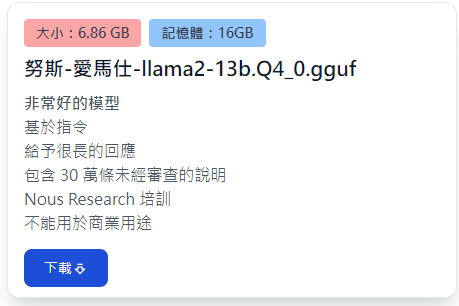 大小：6.86 GB
記憶體：16GB
努斯-愛馬仕-llama2-13b.Q4_0.gguf
非常好的模型
基於指令
給予很長的回應
包含 30 萬條未經審查的說明
Nous Research 培訓
不能用於商業用途
下載